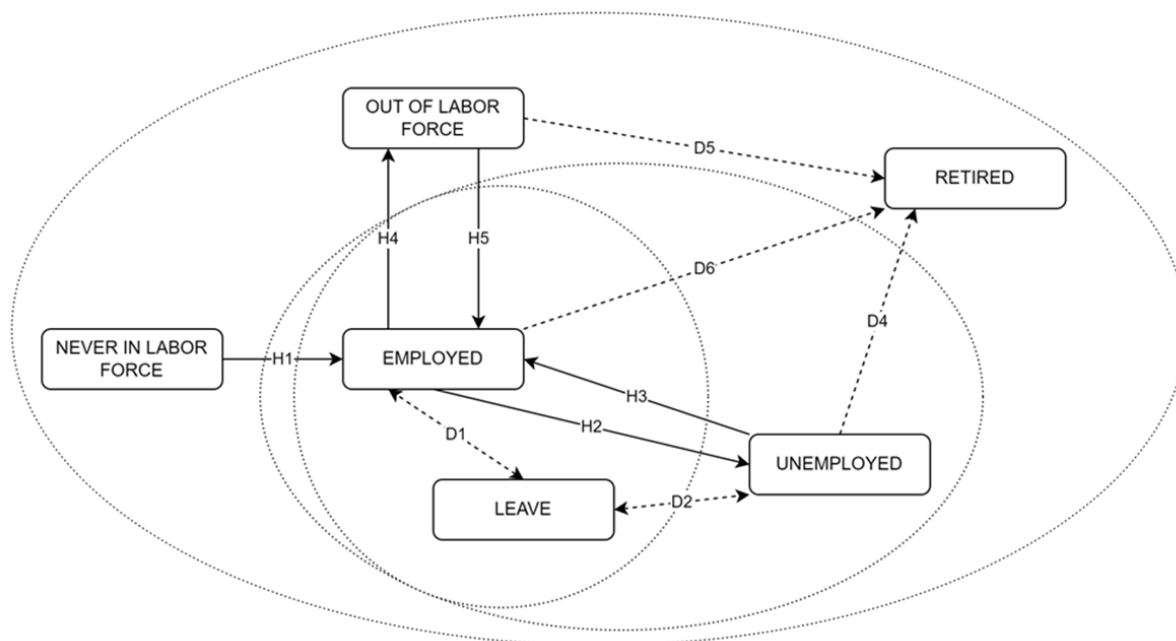 OUT OF LABOR
FORCE
D5
RETIRED
H4
H5
D6
D4
NEVER IN LABOR
FORCE
H1
EMPLOYED
H3
H2
D1
UNEMPLOYED
LEAVE
D2